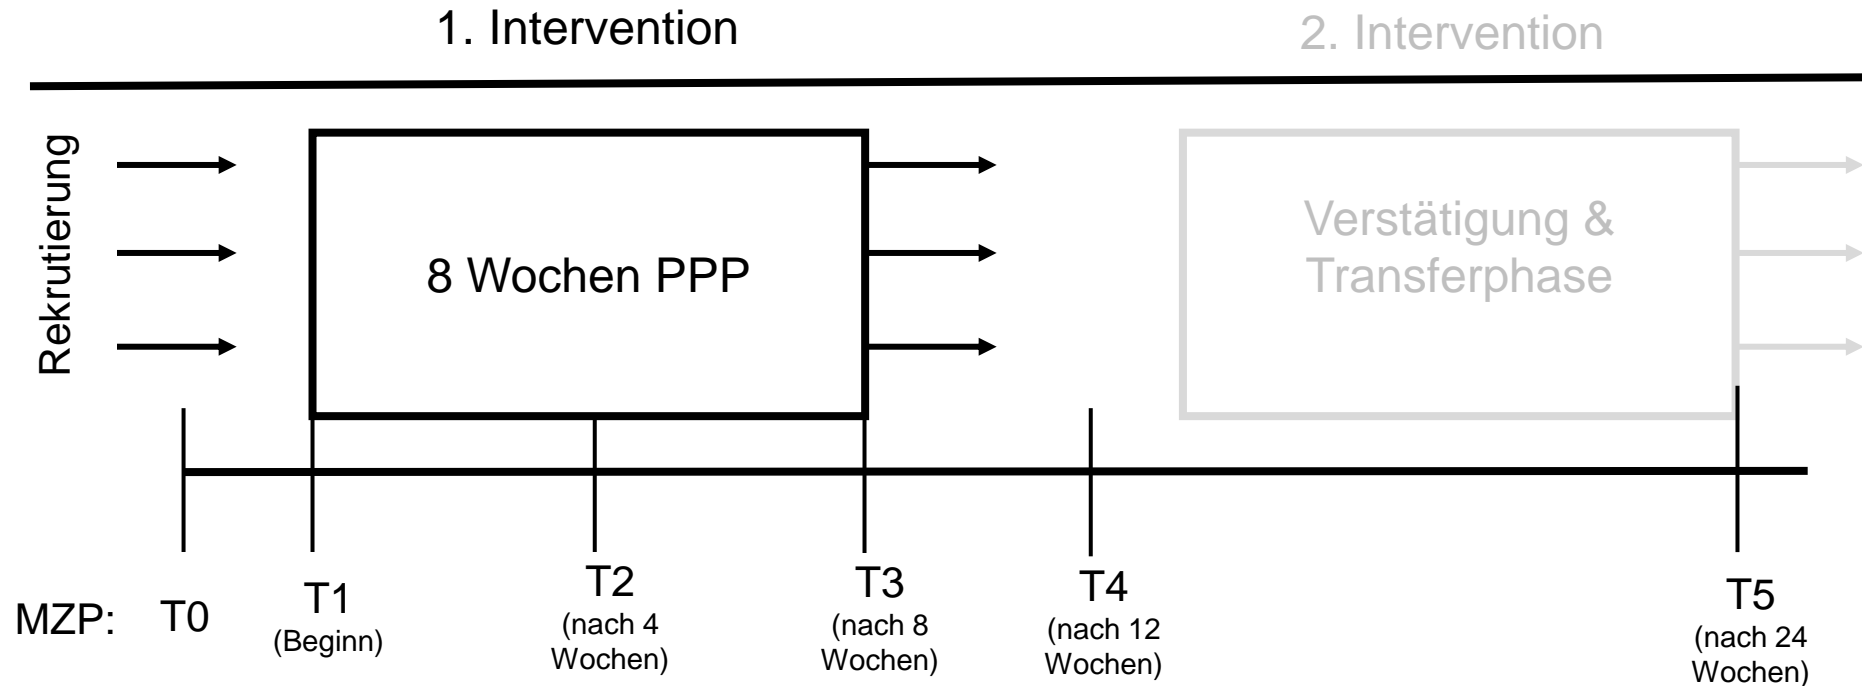 1. Intervention
2. Intervention
Rekrutierung
8 Wochen PPP
Verstätigung &
Transferphase
MZP:
T0
T1
(Beginn)
T2
(nach 4
Wochen)
T3
(nach 8
Wochen)
T4
(nach 12
Wochen)
T5
(nach 24
Wochen)